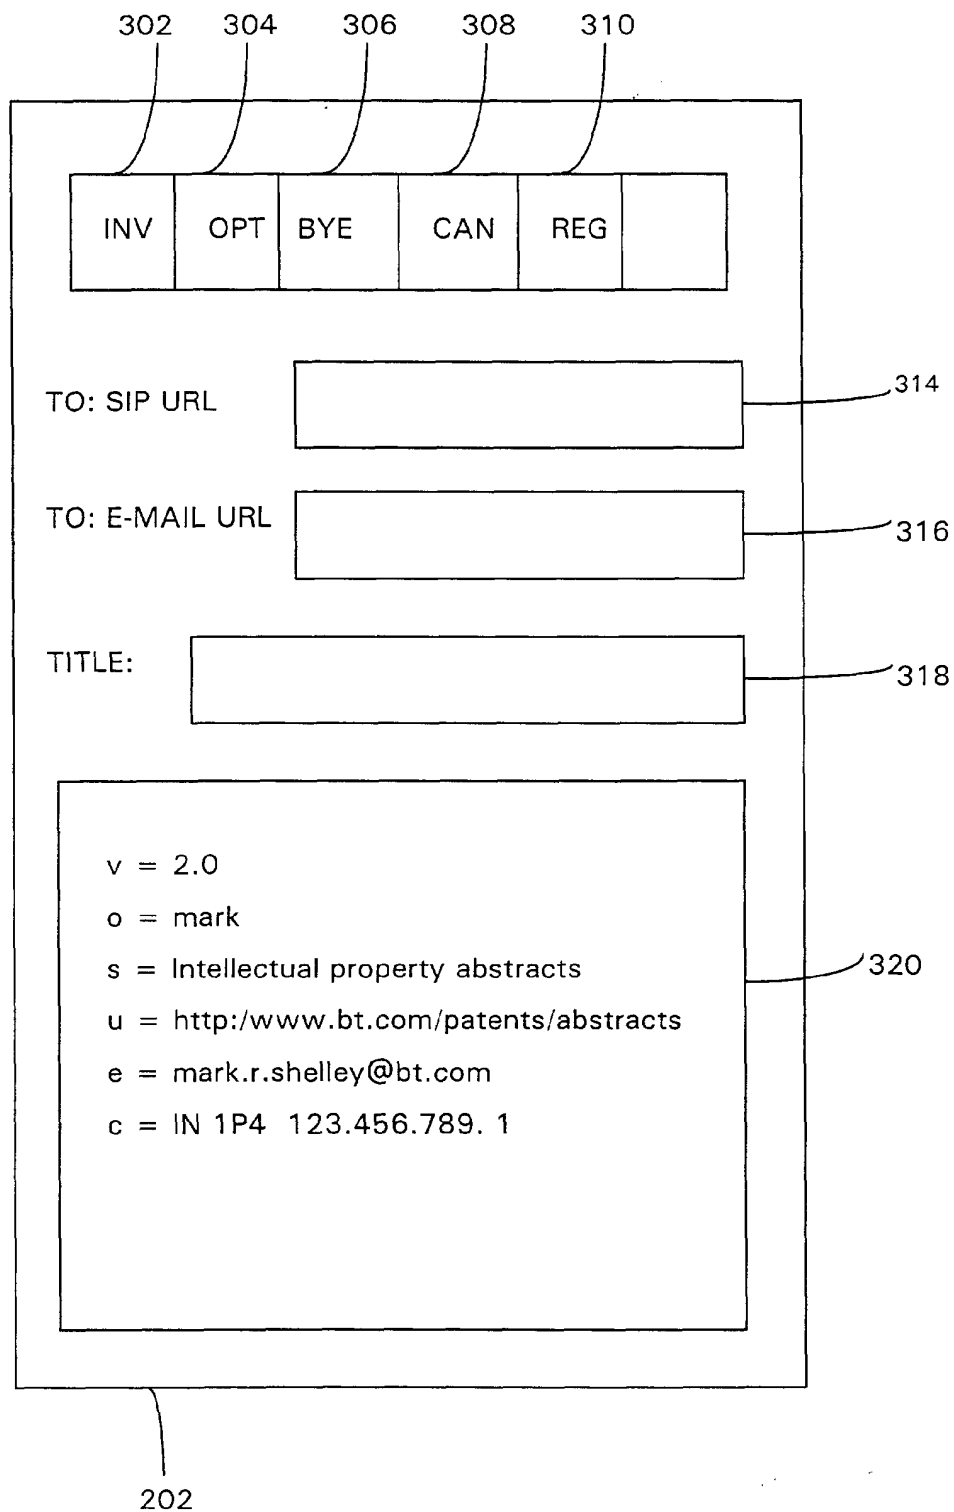 302 304 306 308 310
INV OPT BYE CAN REG
TO: SIP URL 314
TO: E-MAIL URL 316
TITLE: 318
v = 2.0
o = mark
s = Intellectual property abstracts
320
u = http:/www.bt.com/patents/abstracts
e = mark.r.shelley@bt.com
c = IN 1P4 123.456.789. 1
202